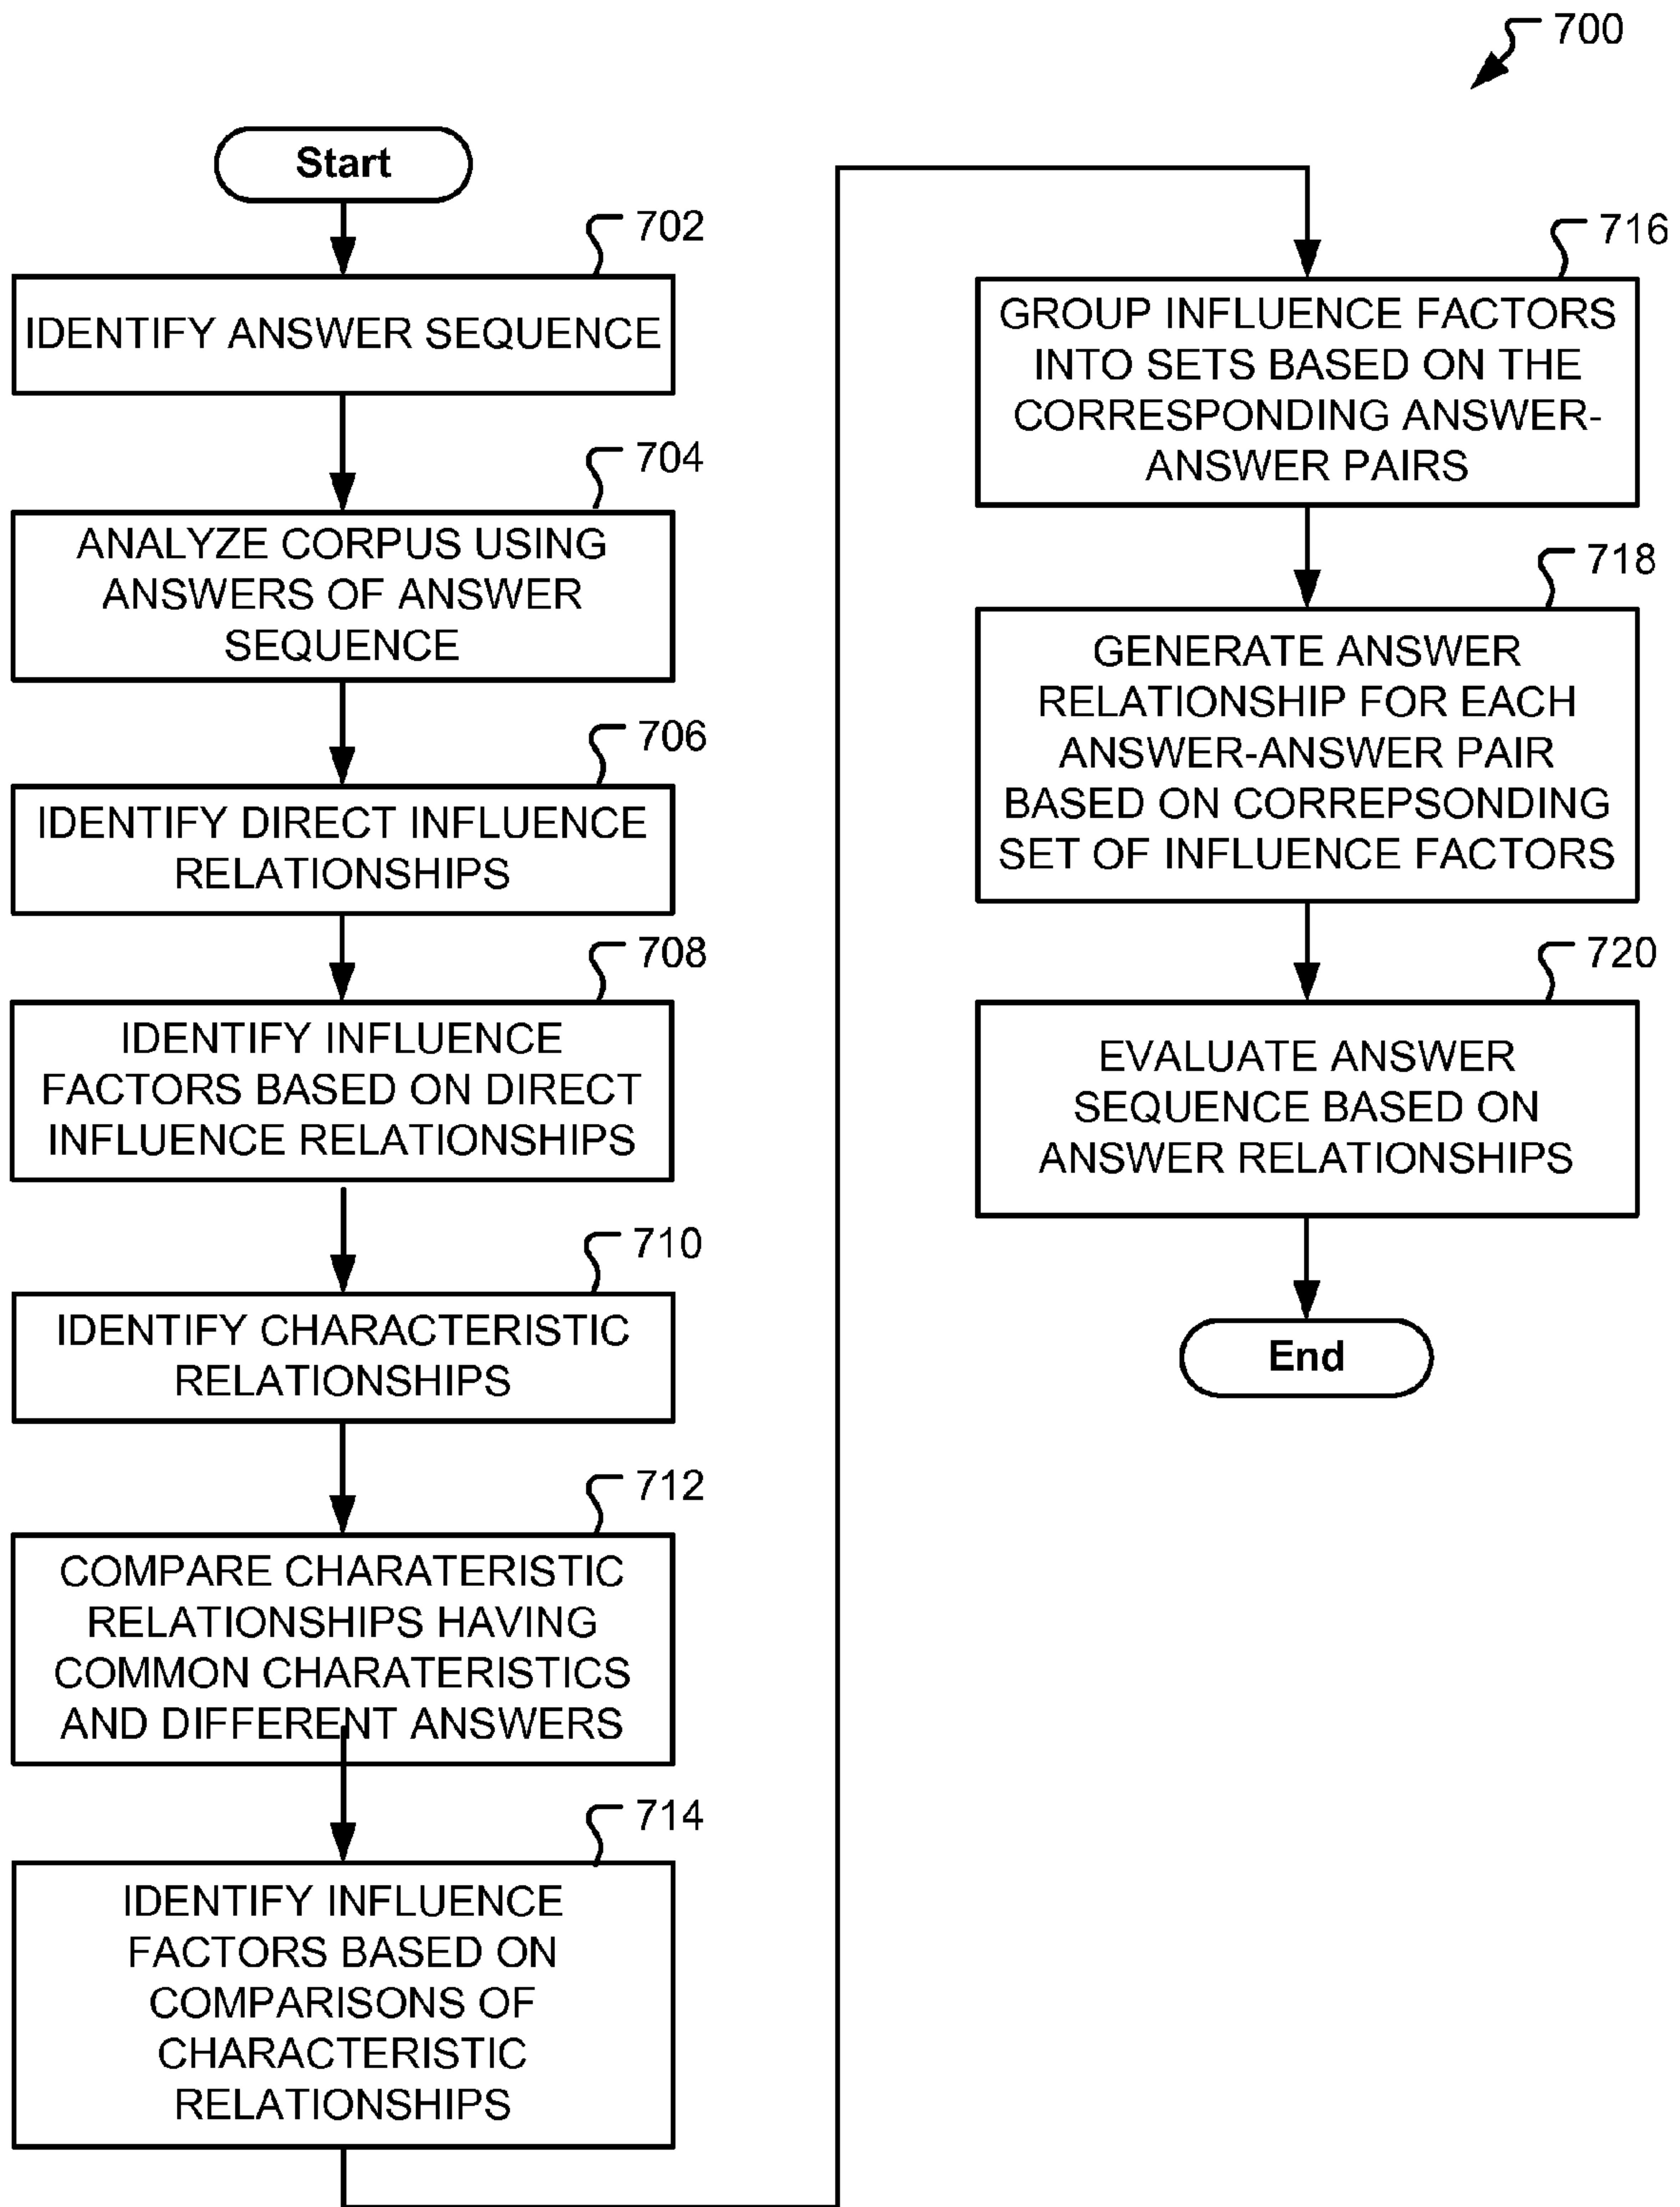 700
Start
702
IDENTIFY ANSWER SEQUENCE
704
ANALYZE CORPUS USING
ANSWERS OF ANSWER
SEQUENCE
706
IDENTIFY DIRECT INFLUENCE
RELATIONSHIPS
708
IDENTIFY INFLUENCE
FACTORS BASED ON DIRECT
INFLUENCE RELATIONSHIPS
710
IDENTIFY CHARACTERISTIC
RELATIONSHIPS
712
COMPARE CHARATERISTIC
RELATIONSHIPS HAVING
COMMON CHARATERISTICS
AND DIFFERENT ANSWERS
714
IDENTIFY INFLUENCE
FACTORS BASED ON
COMPARISONS OF
CHARACTERISTIC
RELATIONSHIPS
716
GROUP INFLUENCE FACTORS
INTO SETS BASED ON THE
CORRESPONDING ANSWER-
ANSWER PAIRS
718
GENERATE ANSWER
RELATIONSHIP FOR EACH
ANSWER-ANSWER PAIR
BASED ON CORREPSONDING
SET OF INFLUENCE FACTORS
720
EVALUATE ANSWER
SEQUENCE BASED ON
ANSWER RELATIONSHIPS
End